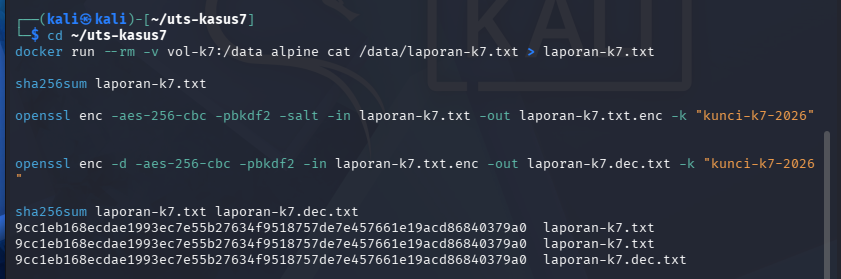 ┌──(kali㉿kali)-[~/uts-kasus7]
└─$ cd ~/uts-kasus7
docker run --rm -v vol-k7:/data alpine cat /data/laporan-k7.txt > laporan-k7.txt
sha256sum laporan-k7.txt
openssl enc -aes-256-cbc -pbkdf2 -salt -in laporan-k7.txt -out laporan-k7.txt.enc -k "kunci-k7-2026"
openssl enc -d -aes-256-cbc -pbkdf2 -in laporan-k7.txt.enc -out laporan-k7.dec.txt -k "kunci-k7-2026
"
sha256sum laporan-k7.txt laporan-k7.dec.txt
9cc1eb168ecdae1993ec7e55b27634f9518757de7e457661e19acd86840379a0  laporan-k7.txt
9cc1eb168ecdae1993ec7e55b27634f9518757de7e457661e19acd86840379a0  laporan-k7.txt
9cc1eb168ecdae1993ec7e55b27634f9518757de7e457661e19acd86840379a0  laporan-k7.dec.txt